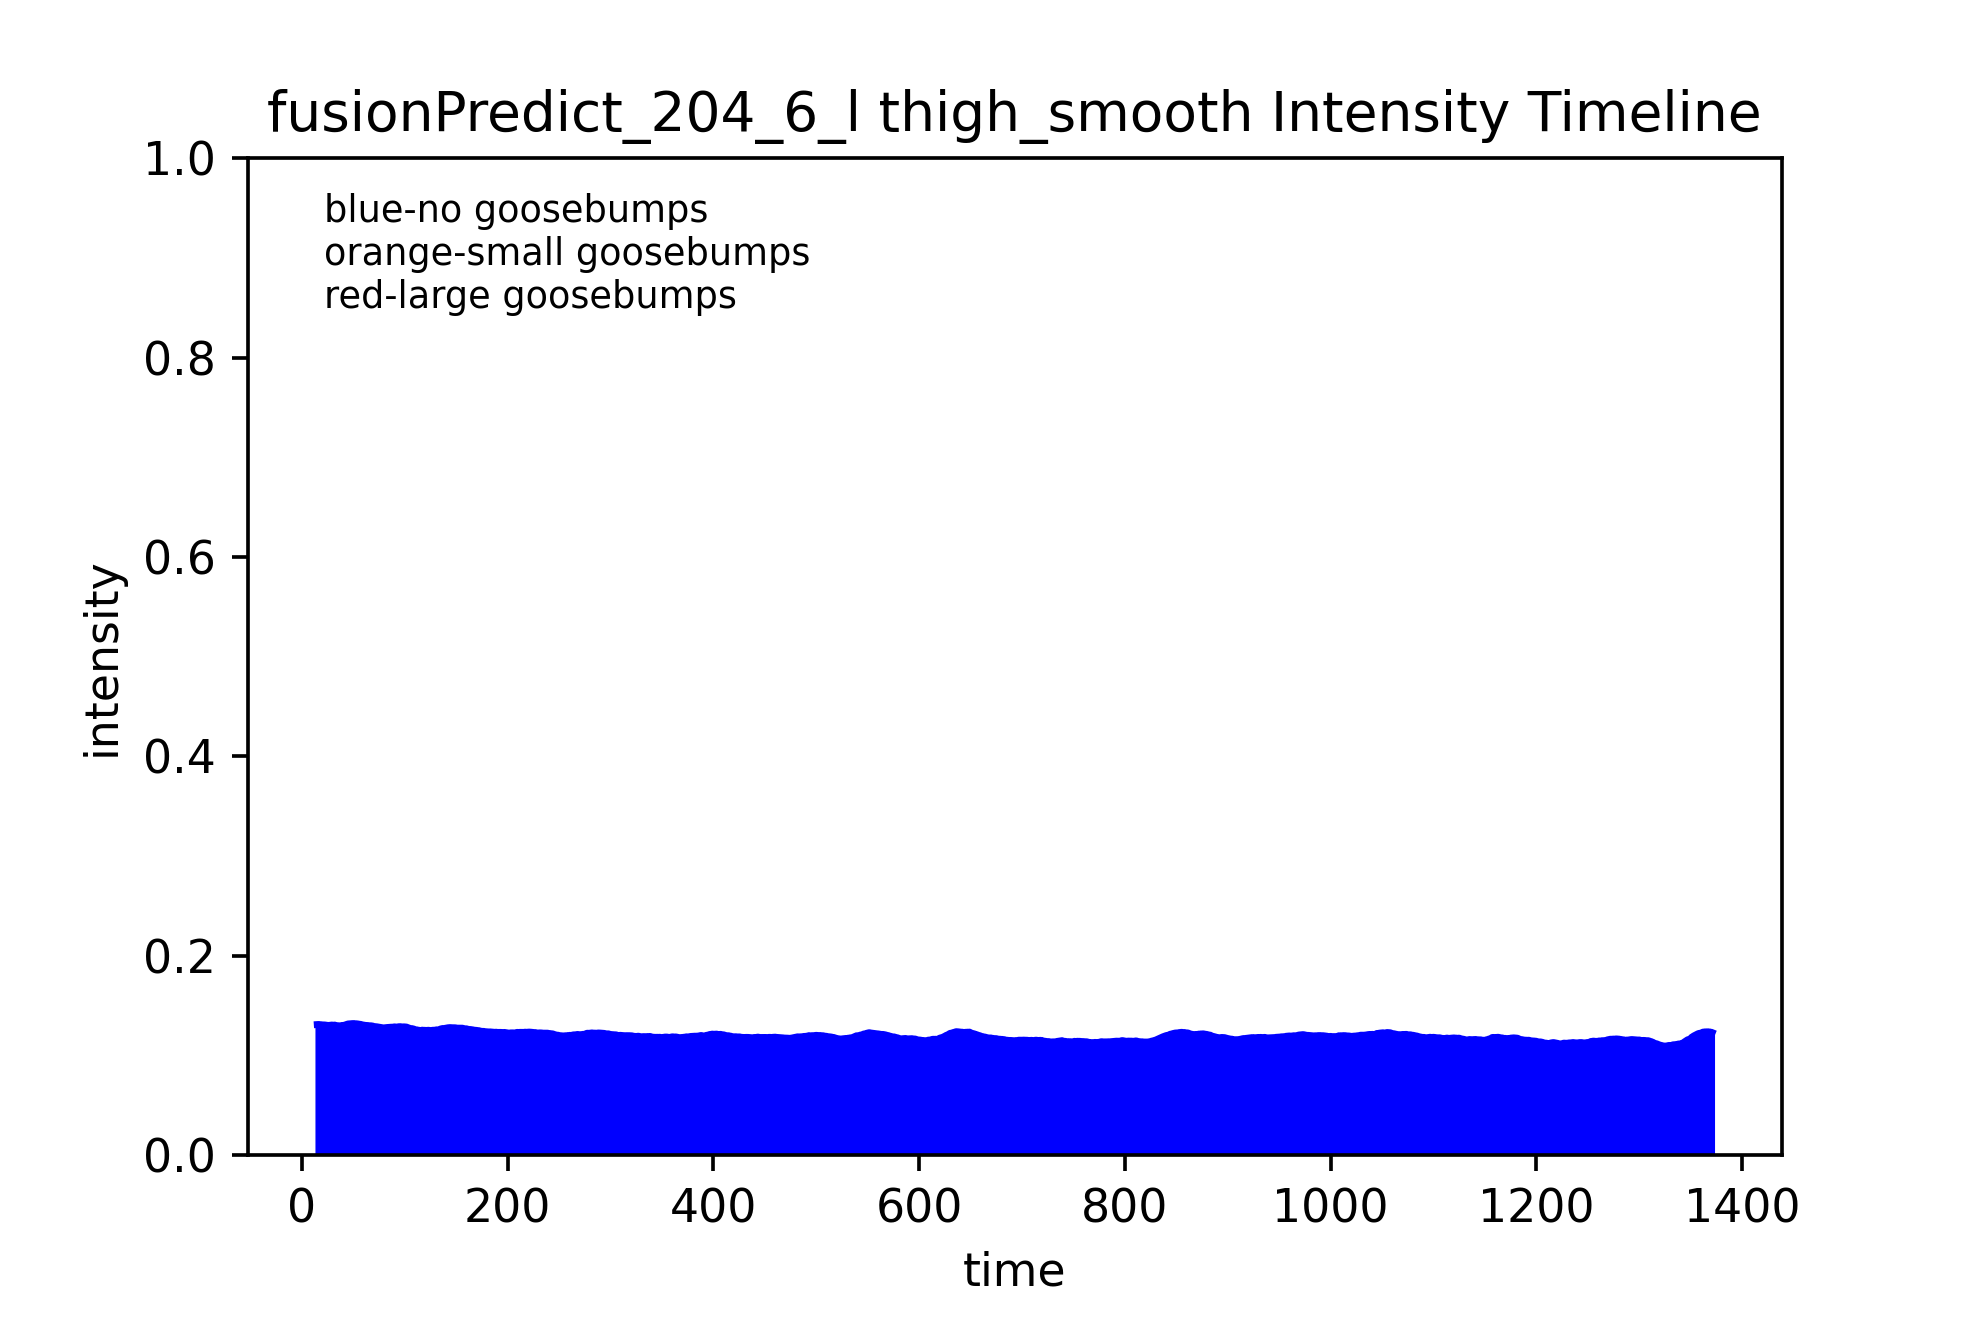 fusionPredict_204_6_l thigh_smooth Intensity Timeline
blue-no goosebumps
orange-small goosebumps
red-large goosebumps
1.0
0.8
0.6
0.4
0.2
0.0
intensity
0 200 400 600 800 1000 1200 1400
time